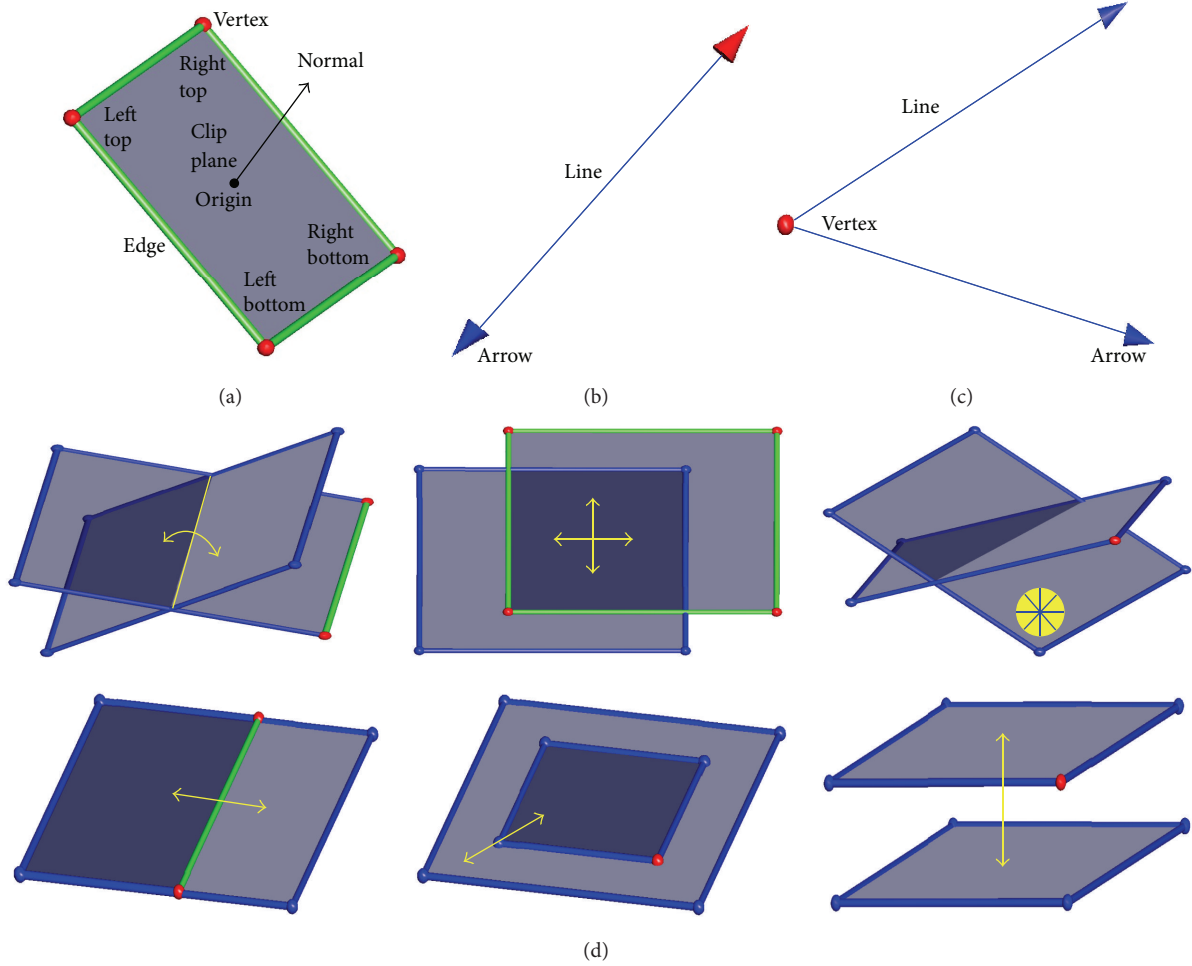 Vertex
Normal
Right
top
Left
top
Clip
plane
Origin
Edge
Right
bottom
Left
bottom
(a)
Line
Arrow
(b)
Line
Vertex
Arrow
(c)
(d)